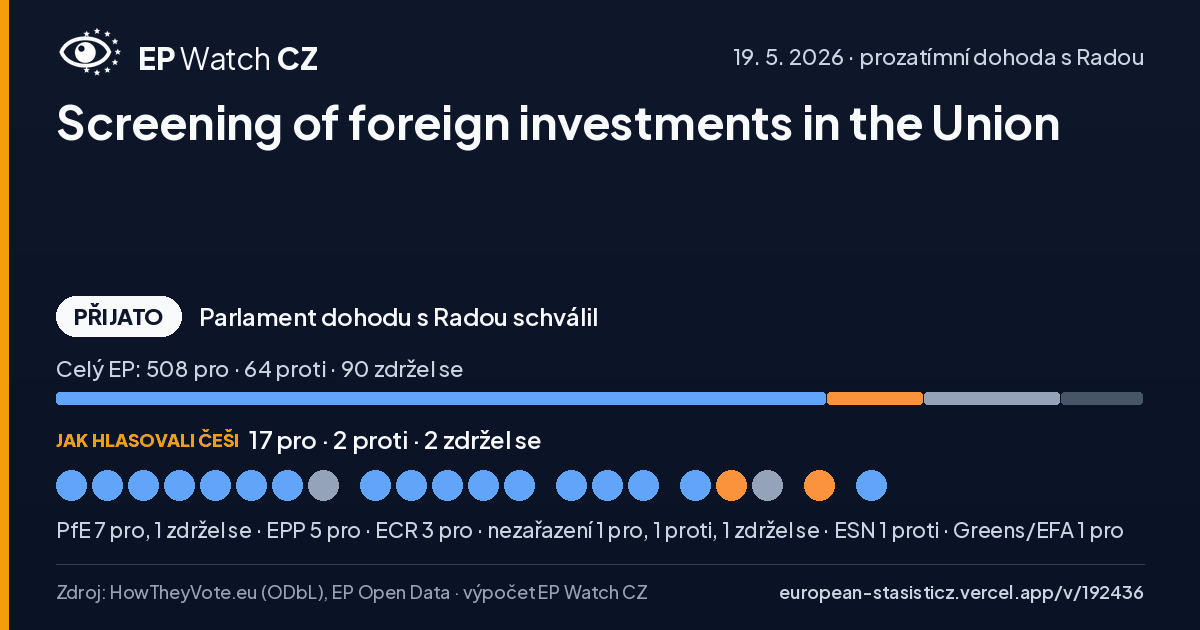 EP Watch CZ
19. 5. 2026 · prozatímní dohoda s Radou
Screening of foreign investments in the Union
PŘIJATO
Parlament dohodu s Radou schválil
Celý EP: 508 pro · 64 proti · 90 zdržel se
JAK HLASOVALI ČEŠI 17 pro · 2 proti · 2 zdržel se
PfE 7 pro, 1 zdržel se · EPP 5 pro · ECR 3 pro · nezařazení 1 pro, 1 proti, 1 zdržel se · ESN 1 proti · Greens/EFA 1 pro
Zdroj: HowTheyVote.eu (ODbL), EP Open Data · výpočet EP Watch CZ
european-stasisticz.vercel.app/v/192436